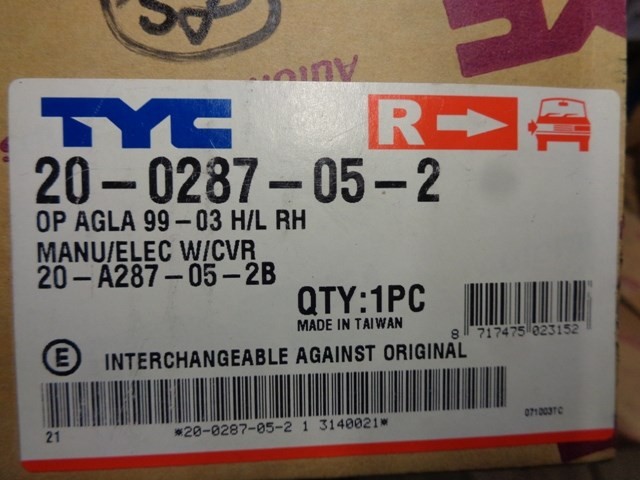 TYC
R
20-0287-05-2
OP AGLA 99-03 H/L RH
MANU/ELEC W/CVR
20-A287-05-2B
QTY:1PC
MADE IN TAIWAN
8 717475 023152
E INTERCHANGEABLE AGAINST ORIGINAL
21
*20-0287-05-2 1 3140021*
071003TC